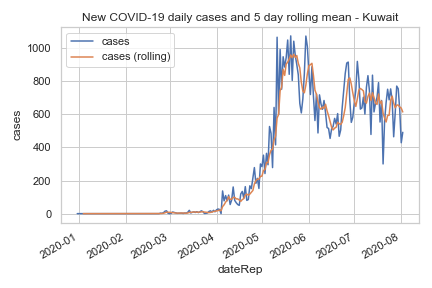 New COVID-19 daily cases and 5 day rolling mean - Kuwait
cases
cases (rolling)
1000
800
600
400
200
0
cases
2020-01
2020-02
2020-03
2020-04
2020-05
2020-06
2020-07
2020-08
dateRep